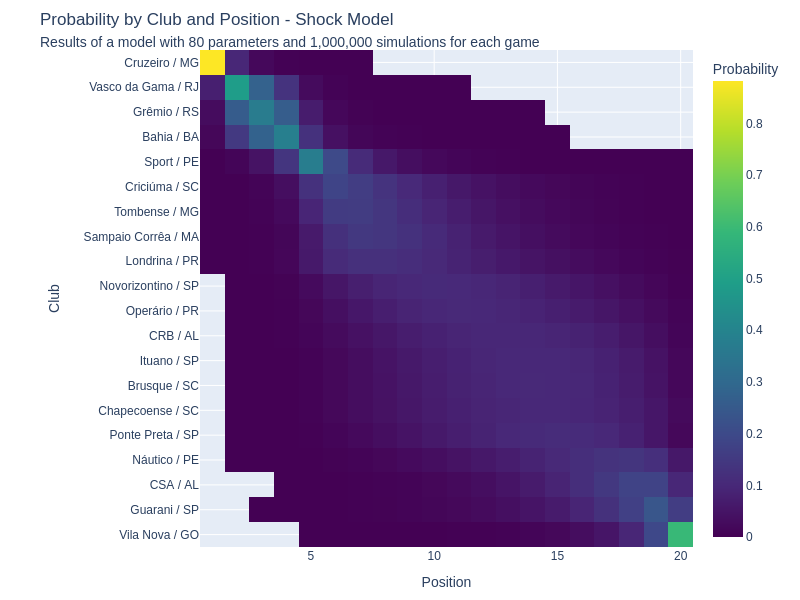 Probability by Club and Position - Shock Model
Results of a model with 80 parameters and 1,000,000 simulations for each game
Probability
Cruzeiro / MG
Vasco da Gama / RJ
Grêmio / RS
Bahia / BA
Sport / PE
Criciúma / SC
Tombense / MG
Sampaio Corrêa / MA
Londrina / PR
Novorizontino / SP
Operário / PR
CRB / AL
Ituano / SP
Brusque / SC
Chapecoense / SC
Ponte Preta / SP
Náutico / PE
CSA / AL
Guarani / SP
Vila Nova / GO
Club
5
10
15
20
Position
0.8
0.7
0.6
0.5
0.4
0.3
0.2
0.1
0